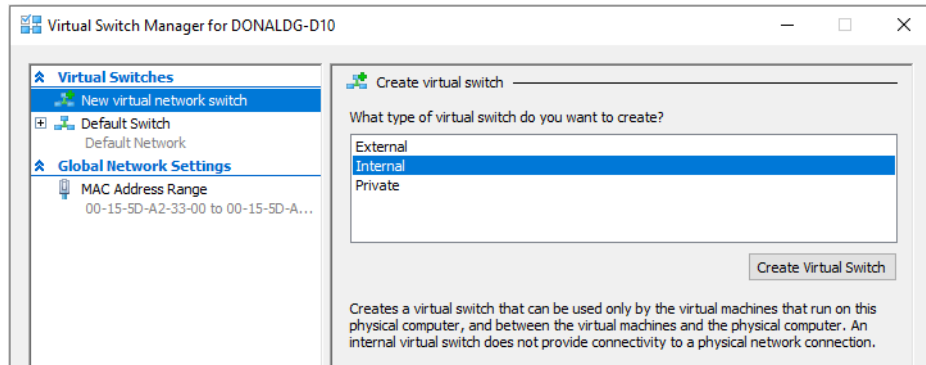 Virtual Switch Manager for DONALDG-D10
Virtual Switches
New virtual network switch
Default Switch
Default Network
Global Network Settings
MAC Address Range
00-15-5D-A2-33-00 to 00-15-5D-A...
Create virtual switch
What type of virtual switch do you want to create?
External
Internal
Private
Create Virtual Switch
Creates a virtual switch that can be used only by the virtual machines that run on this
physical computer, and between the virtual machines and the physical computer. An
internal virtual switch does not provide connectivity to a physical network connection.